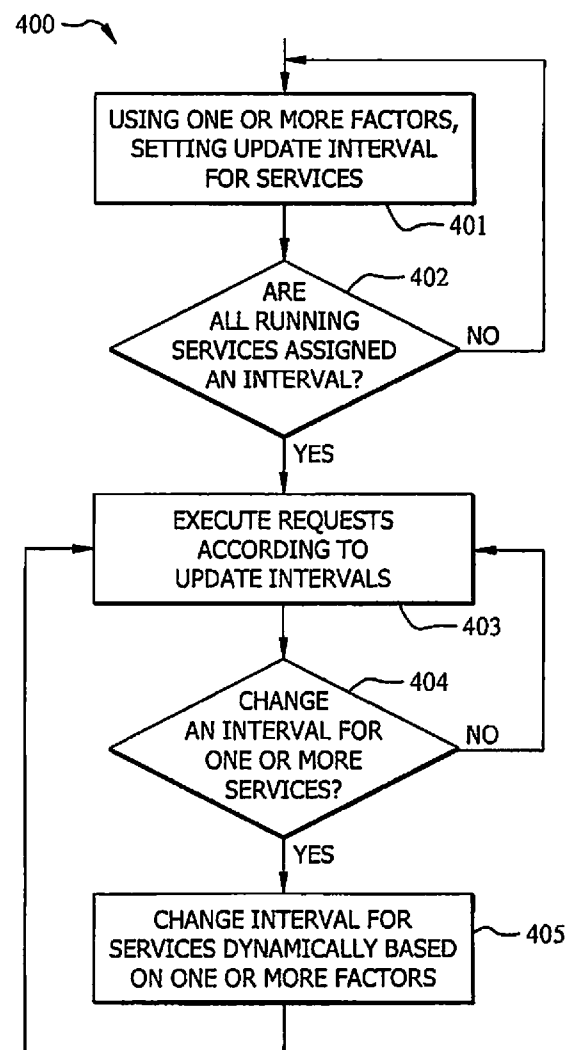 400
USING ONE OR MORE FACTORS,
SETTING UPDATE INTERVAL
FOR SERVICES
401
402
ARE
ALL RUNNING
SERVICES ASSIGNED
AN INTERVAL?
NO
YES
EXECUTE REQUESTS
ACCORDING TO
UPDATE INTERVALS
403
404
CHANGE
AN INTERVAL FOR
ONE OR MORE
SERVICES?
NO
YES
CHANGE INTERVAL FOR
SERVICES DYNAMICALLY BASED
ON ONE OR MORE FACTORS
405